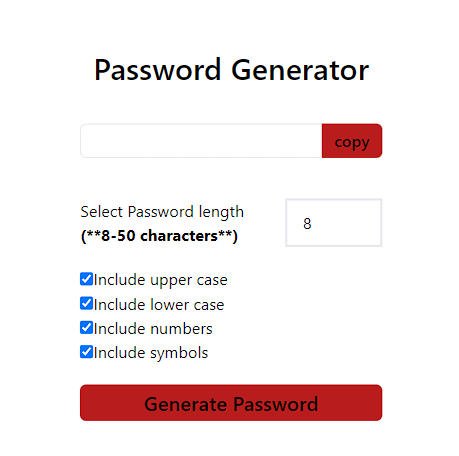 Password Generator
copy
Select Password length
(**8-50 characters**)
8
Include upper case
Include lower case
Include numbers
Include symbols
Generate Password